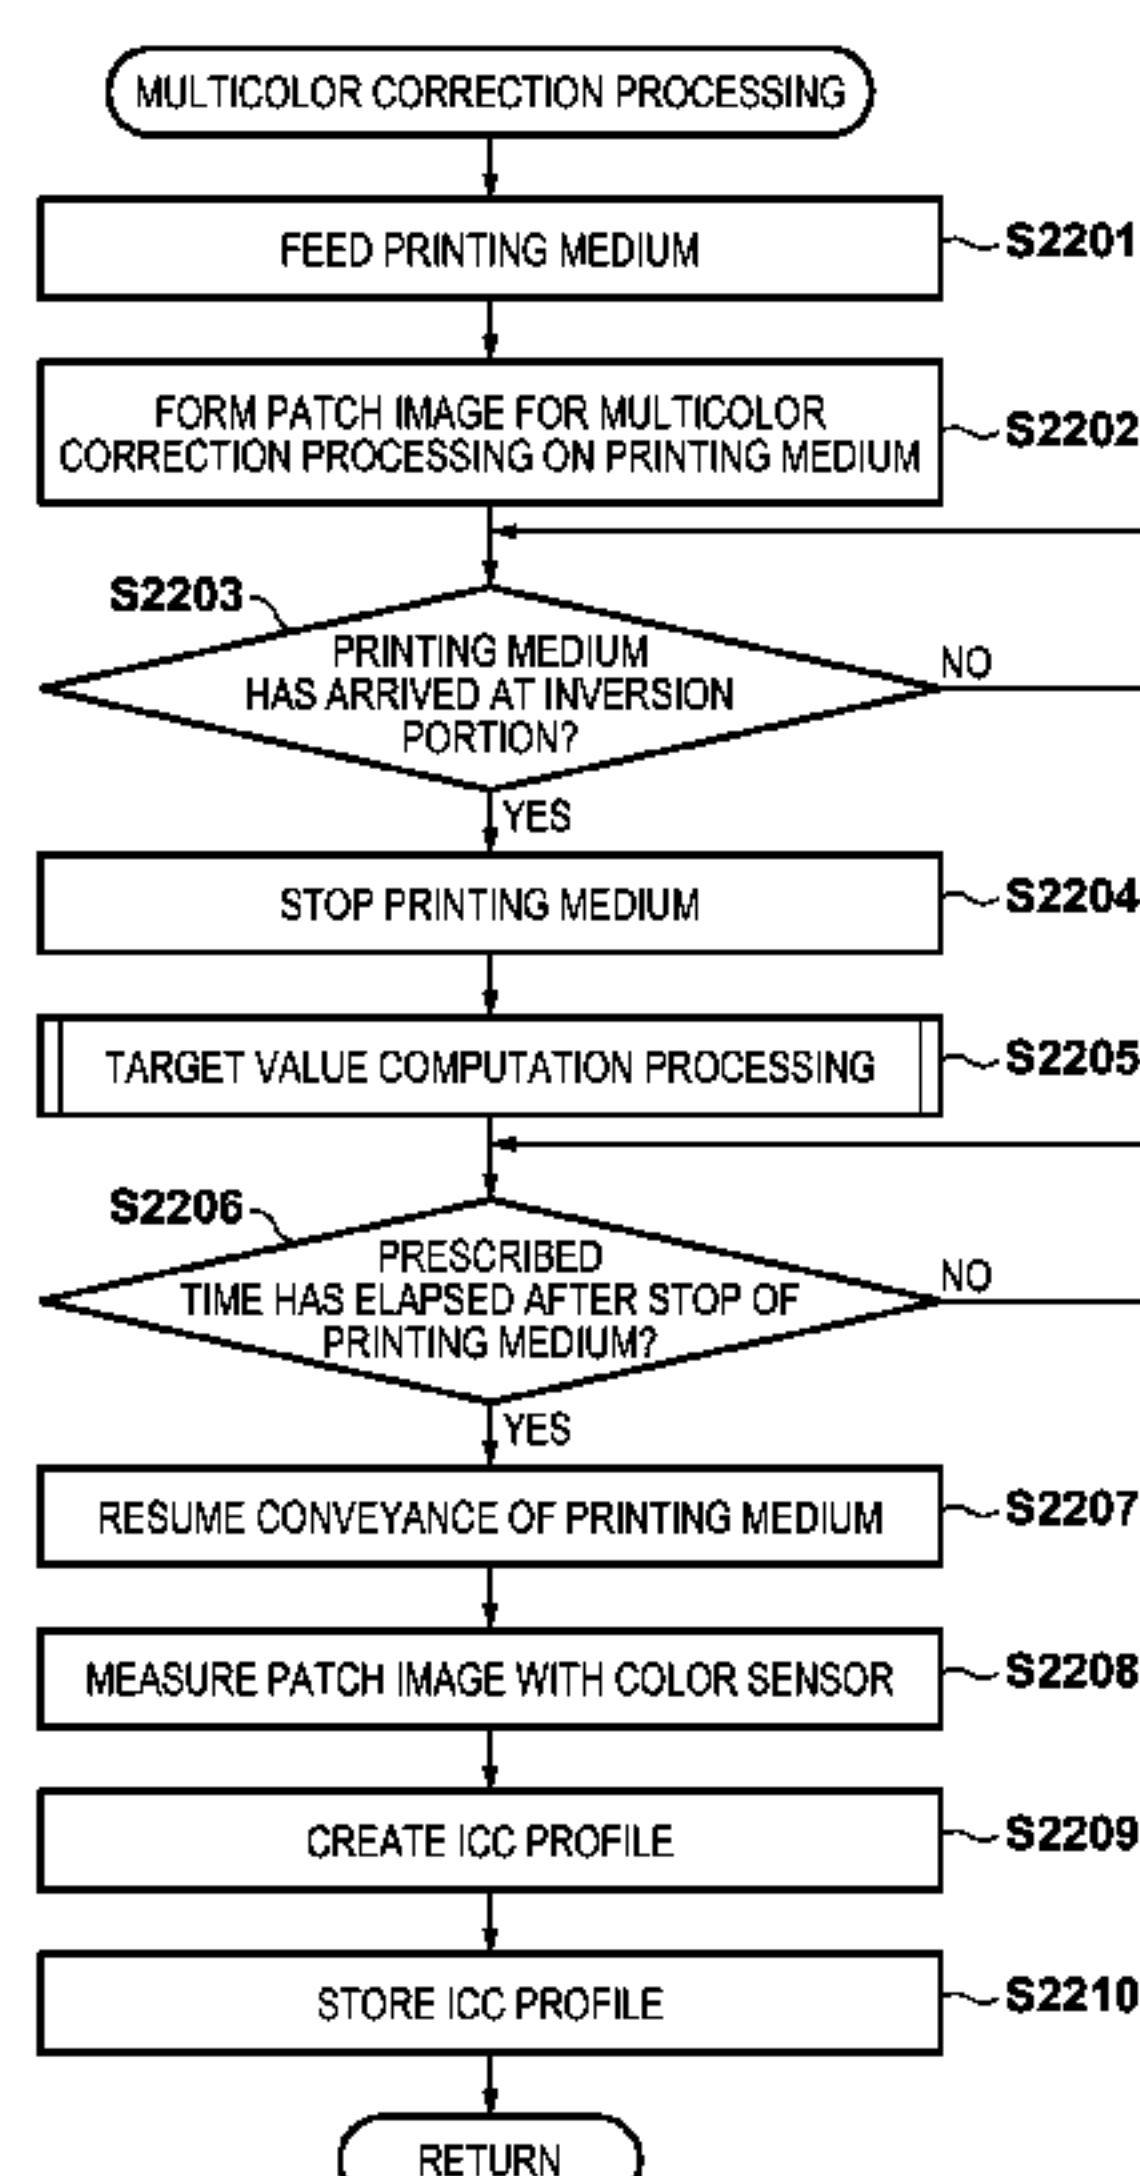 MULTICOLOR CORRECTION PROCESSING
FEED PRINTING MEDIUM
S2201
FORM PATCH IMAGE FOR MULTICOLOR
CORRECTION PROCESSING ON PRINTING MEDIUM
S2202
S2203
PRINTING MEDIUM
HAS ARRIVED AT INVERSION
PORTION?
NO
YES
STOP PRINTING MEDIUM
S2204
TARGET VALUE COMPUTATION PROCESSING
S2205
S2206
PRESCRIBED
TIME HAS ELAPSED AFTER STOP OF
PRINTING MEDIUM?
NO
YES
RESUME CONVEYANCE OF PRINTING MEDIUM
S2207
MEASURE PATCH IMAGE WITH COLOR SENSOR
S2208
CREATE ICC PROFILE
S2209
STORE ICC PROFILE
S2210
RETURN